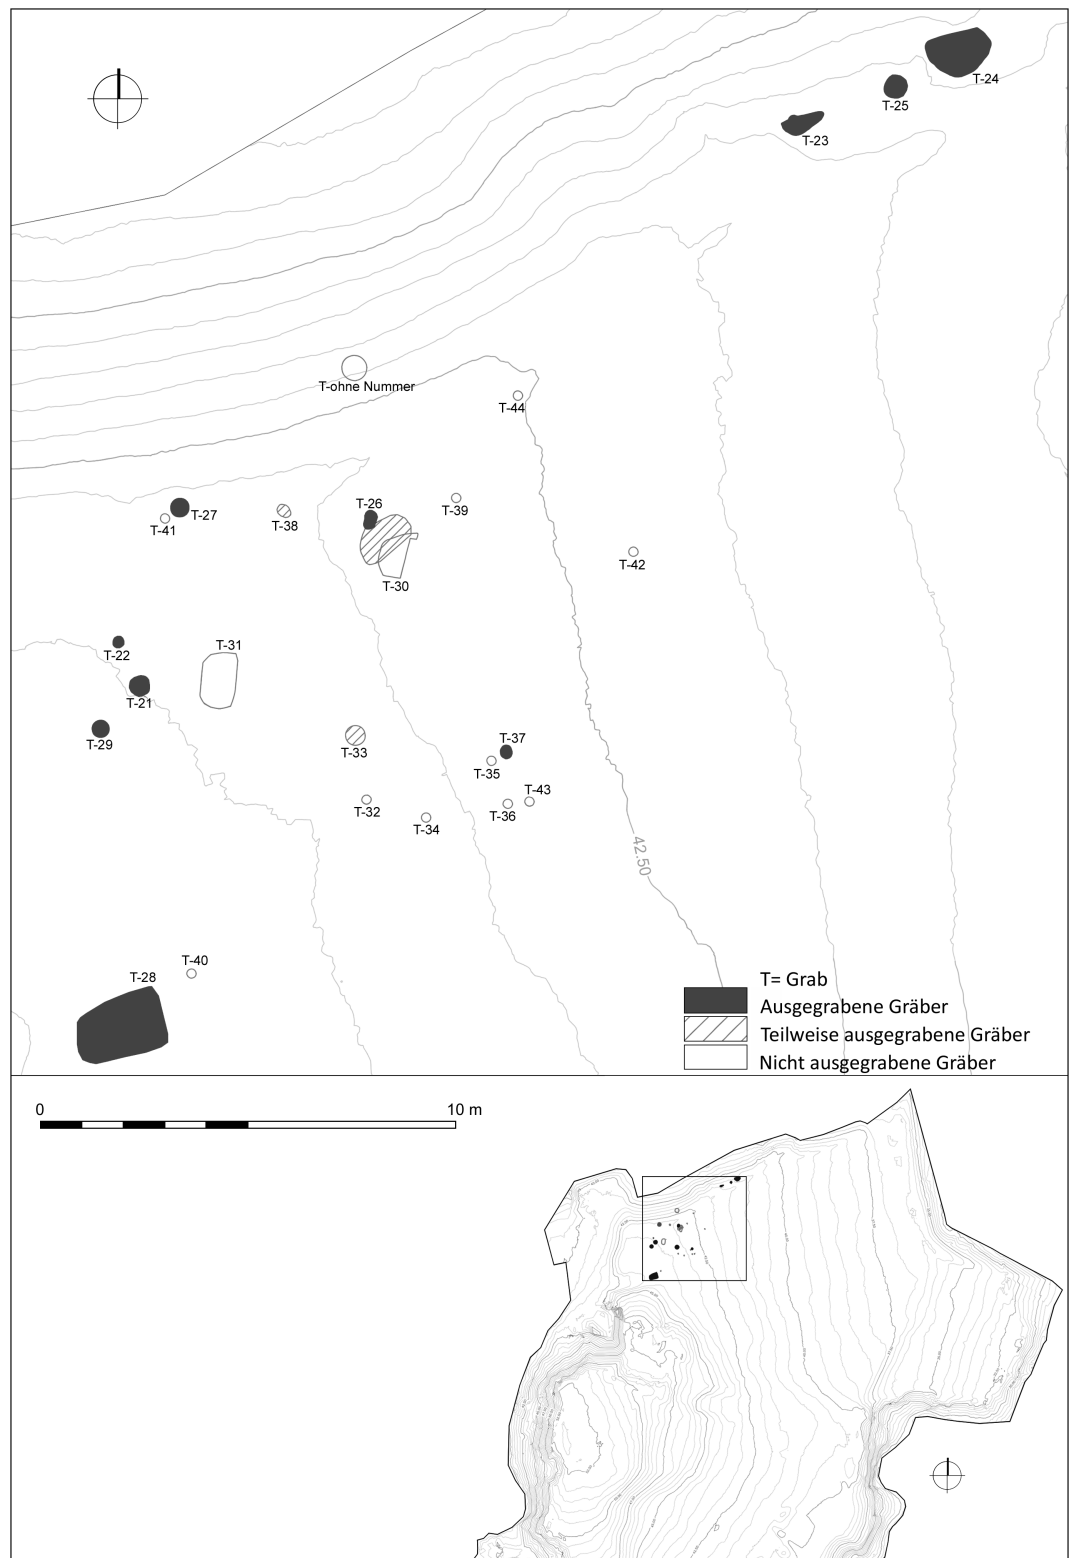 T-24
T-25
T-23
T-ohne Nummer
T-44
T-26
T-39
T-27
T-41
T-38
T-42
T-30
T-31
T-22
T-21
T-29
T-33
T-37
T-35
T-43
T-32
T-36
T-34
42.50
T-40
T-28
T= Grab
Ausgegrabene Gräber
Teilweise ausgegrabene Gräber
Nicht ausgegrabene Gräber
0 10 m